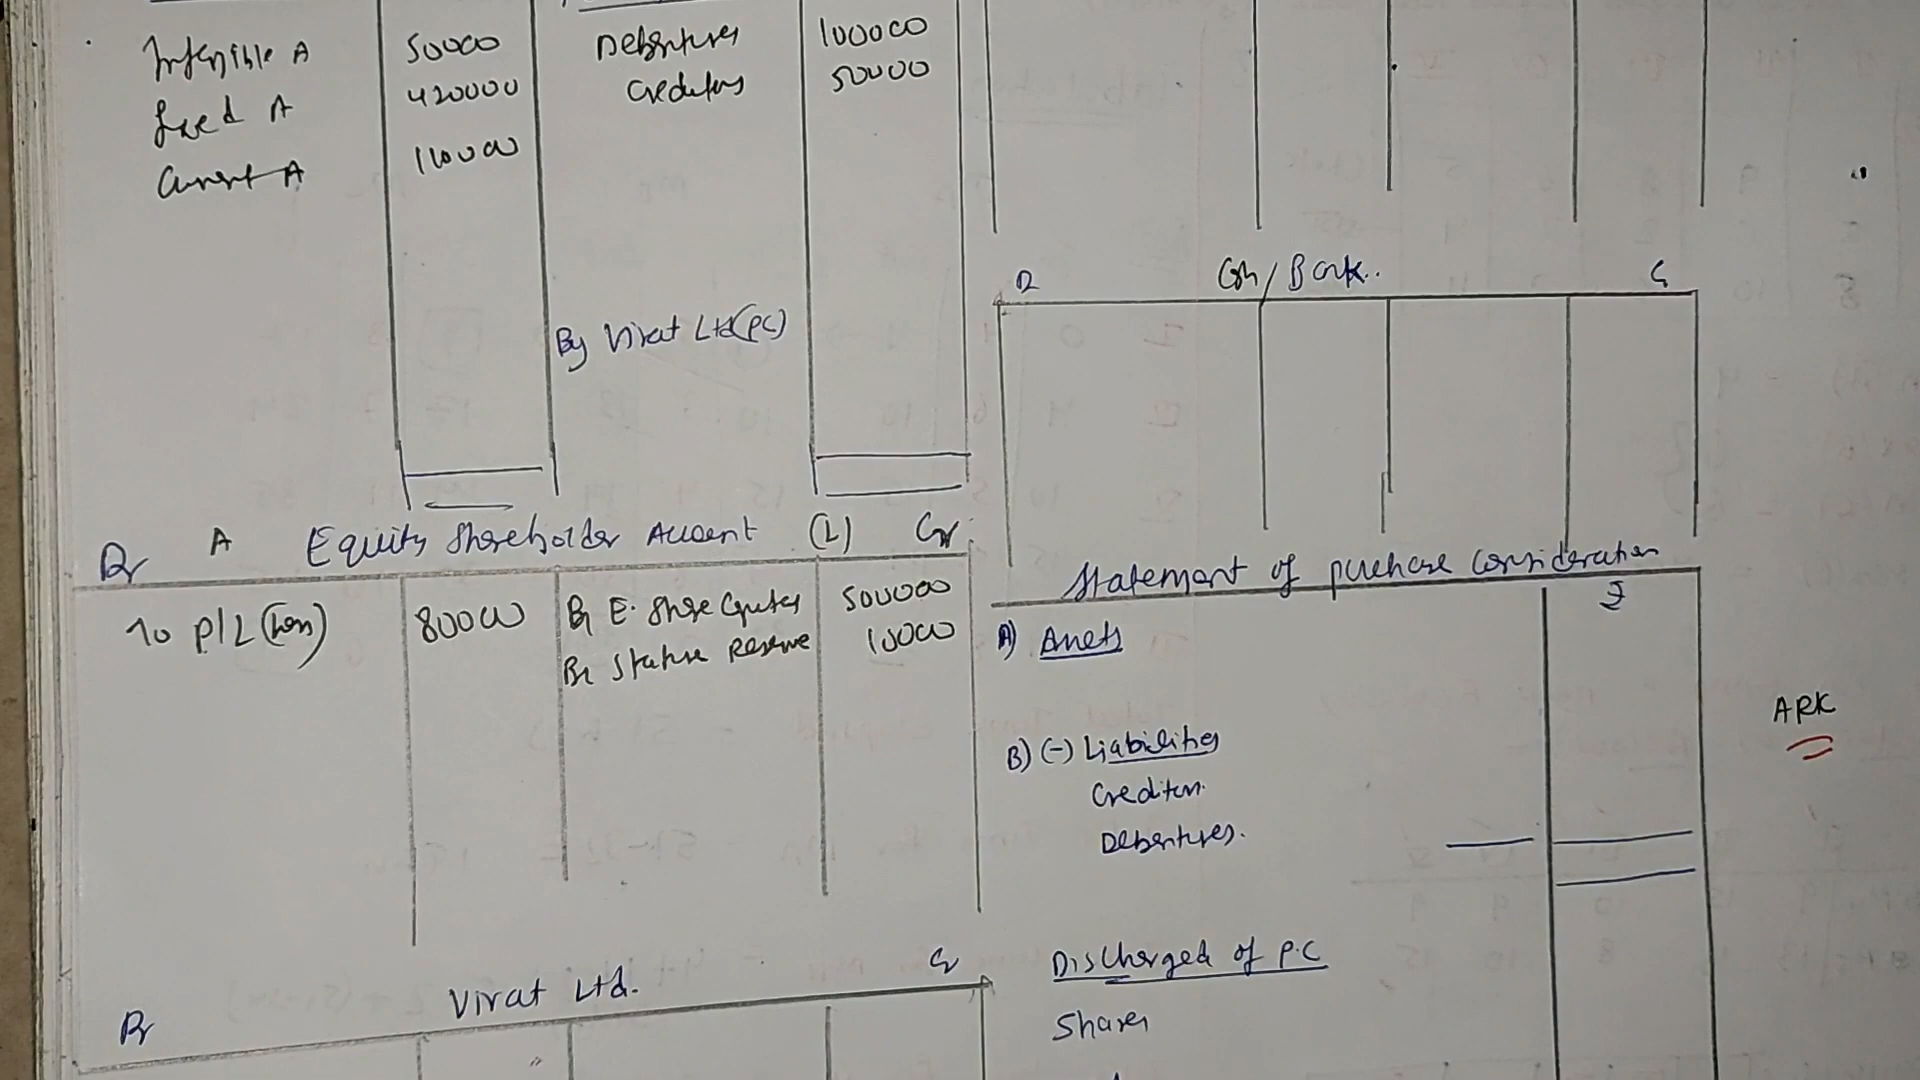 Intengible A 50000 Debentures 100000
fixed A 420000 Creditors 50000
Current A 110000
By Virat Ltd (PC)
Dr Cash / Bank.. Cr
Dr A Equity Shareholder Account (L) Cr.
To P/L (loss) 80000 By E. Share Capital 500000
By Statue Reserve 10000
Dr Virat Ltd. Cr
Statement of purchase consideration
₹
A) Assets
B) (-) Liabilities
Creditors.
Debentures.
Discharged of P.C
Shares
ARK